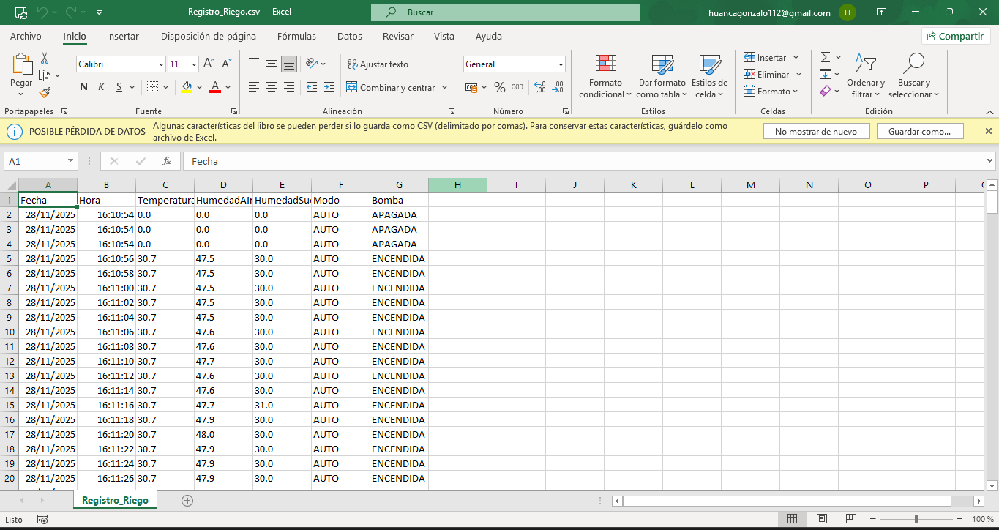 Registro_Riego.csv - Excel
Buscar
huancagonzalo112@gmail.com
H
Archivo Inicio Insertar Disposición de página Fórmulas Datos Revisar Vista Ayuda
Compartir
Pegar
Calibri 11
N K S
Ajustar texto
Combinar y centrar
General
% 000
Formato condicional
Dar formato como tabla
Estilos de celda
Insertar
Eliminar
Formato
Ordenar y filtrar
Buscar y seleccionar
Portapapeles Fuente Alineación Número Estilos Celdas Edición
POSIBLE PÉRDIDA DE DATOS
Algunas características del libro se pueden perder si lo guarda como CSV (delimitado por comas). Para conservar estas características, guárdelo como
archivo de Excel.
No mostrar de nuevo
Guardar como...
A1
fx
Fecha
A B C D E F G H I J K L M N O P
1 Fecha Hora Temperatura HumedadAir HumedadSue Modo Bomba
2 28/11/2025 16:10:54 0.0 0.0 0.0 AUTO APAGADA
3 28/11/2025 16:10:54 0.0 0.0 0.0 AUTO APAGADA
4 28/11/2025 16:10:54 0.0 0.0 0.0 AUTO APAGADA
5 28/11/2025 16:10:56 30.7 47.5 30.0 AUTO ENCENDIDA
6 28/11/2025 16:10:58 30.7 47.5 30.0 AUTO ENCENDIDA
7 28/11/2025 16:11:00 30.7 47.5 30.0 AUTO ENCENDIDA
8 28/11/2025 16:11:02 30.7 47.5 30.0 AUTO ENCENDIDA
9 28/11/2025 16:11:04 30.7 47.5 30.0 AUTO ENCENDIDA
10 28/11/2025 16:11:06 30.7 47.6 30.0 AUTO ENCENDIDA
11 28/11/2025 16:11:08 30.7 47.6 30.0 AUTO ENCENDIDA
12 28/11/2025 16:11:10 30.7 47.7 30.0 AUTO ENCENDIDA
13 28/11/2025 16:11:12 30.7 47.6 30.0 AUTO ENCENDIDA
14 28/11/2025 16:11:14 30.7 47.6 30.0 AUTO ENCENDIDA
15 28/11/2025 16:11:16 30.7 47.7 31.0 AUTO ENCENDIDA
16 28/11/2025 16:11:18 30.7 47.9 30.0 AUTO ENCENDIDA
17 28/11/2025 16:11:20 30.7 48.0 30.0 AUTO ENCENDIDA
18 28/11/2025 16:11:22 30.7 47.9 30.0 AUTO ENCENDIDA
19 28/11/2025 16:11:24 30.7 47.9 30.0 AUTO ENCENDIDA
20 28/11/2025 16:11:26 30.7 47.9 30.0 AUTO ENCENDIDA
Registro_Riego
Listo
100 %